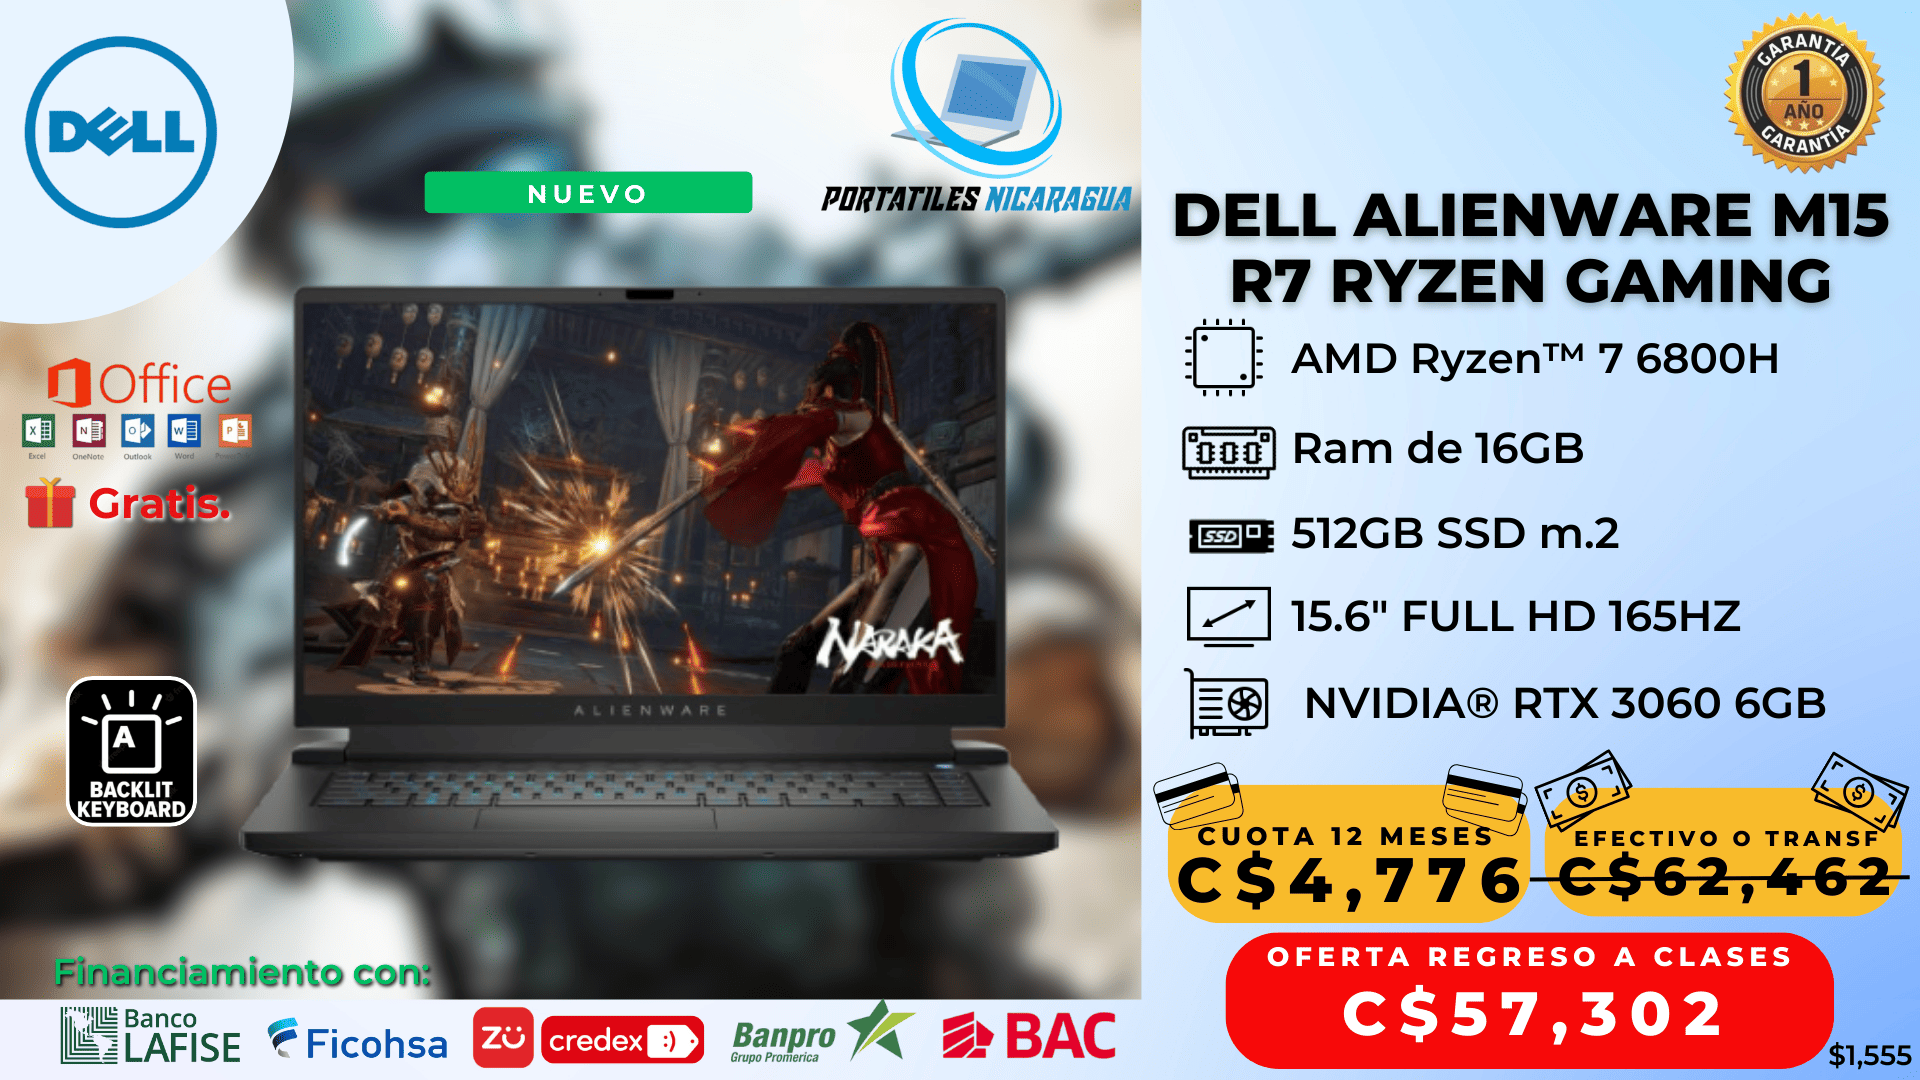 DELL
NUEVO
PORTATILES NICARAGUA
GARANTÍA
1
AÑO
GARANTÍA
DELL ALIENWARE M15
R7 RYZEN GAMING
AMD Ryzen™ 7 6800H
Ram de 16GB
SSD
512GB SSD m.2
15.6" FULL HD 165HZ
NVIDIA® RTX 3060 6GB
Office
Excel OneNote Outlook Word
Gratis.
NARAKA
ALIENWARE
A
BACKLIT
KEYBOARD
CUOTA 12 MESES
C$4,776
EFECTIVO O TRANSF
C$62,462
OFERTA REGRESO A CLASES
C$57,302
$1,555
Financiamiento con:
Banco
LAFISE
Ficohsa
zū
credex :)
Banpro
Grupo Promerica
BAC